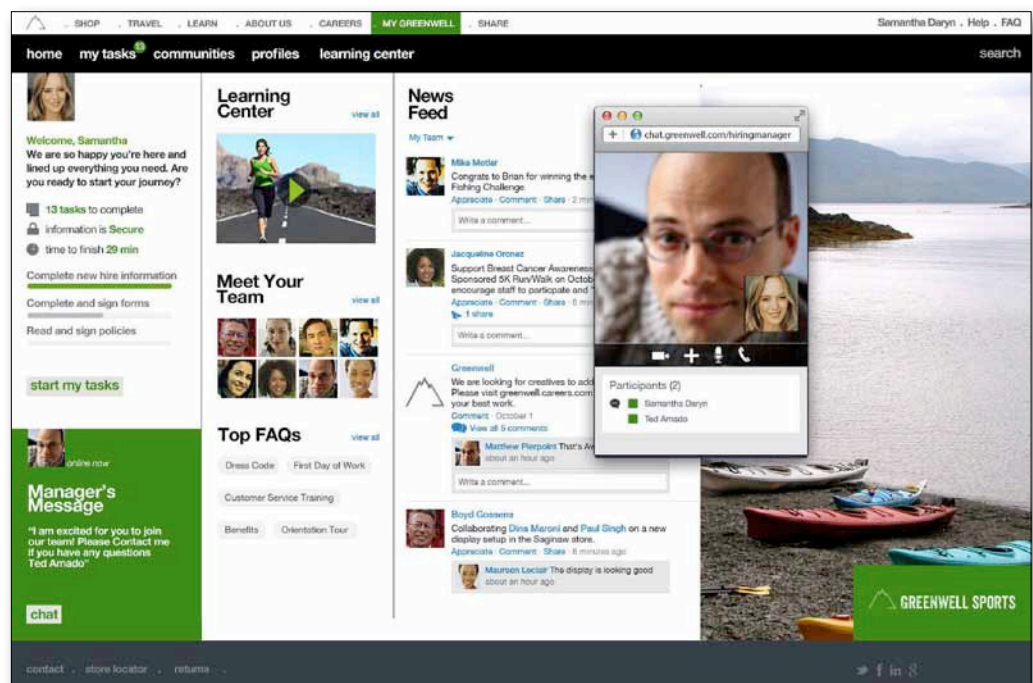 . SHOP . TRAVEL . LEARN . ABOUT US . CAREERS . MY GREENWELL . SHARE
Samantha Daryn . Help . FAQ
home my tasks 13 communities profiles learning center
search
Welcome, Samantha
We are so happy you're here and
lined up everything you need. Are
you ready to start your journey?
13 tasks to complete
information is Secure
time to finish 29 min
Complete new hire information
Complete and sign forms
Read and sign policies
start my tasks
online now
Manager's
Message
"I am excited for you to join
our team! Please Contact me
If you have any questions
Ted Amado"
chat
Learning
Center
view all
Meet Your
Team
view all
Top FAQs
view all
Dress Code
First Day of Work
Customer Service Training
Benefits
Orientation Tour
News
Feed
My Team
Mike Motler
Congrats to Brian for winning the
Fishing Challenge.
Appreciate · Comment · Share · 2
Write a comment...
Jacqueline Oronez
Support Breast Cancer Awareness
Sponsored 5K Run/Walk on Octob
encourage staff to participate and
Appreciate · Comment · Share · 8
1 share
Write a comment...
Greenwell
We are looking for creatives to add
Please visit greenwell.careers.com
your best work.
Comment · October 1
View all 5 comments
Matthew Pierpoint That's
about an hour ago
Write a comment...
Boyd Gossens
Collaborating Dina Maroni and Paul Singh on a new
display setup in the Saginaw store.
Appreciate · Comment · Share · 8 minutes ago
Maureen Leclair The display is looking good
about an hour ago
chat.greenwell.com/hiringmanager
Participants (2)
Samantha Daryn
Ted Amado
GREENWELL SPORTS
contact . store locator . returns .